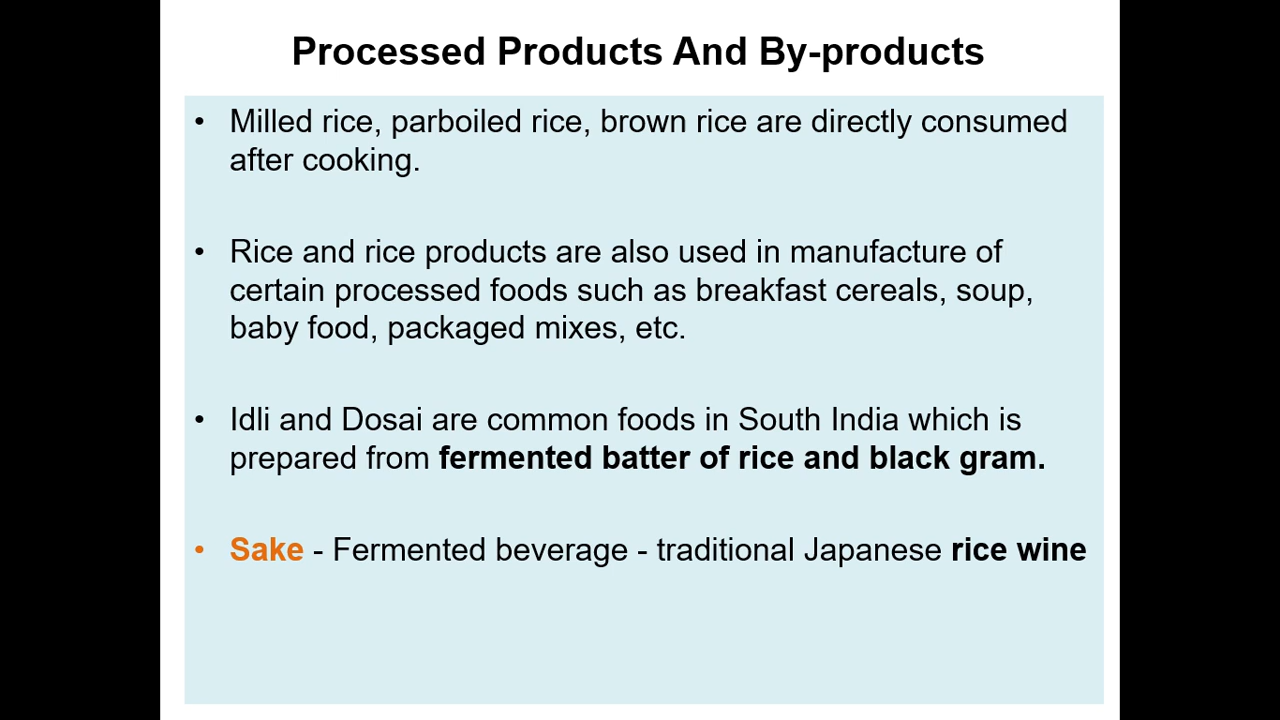 Processed Products And By-products
• Milled rice, parboiled rice, brown rice are directly consumed
after cooking.
• Rice and rice products are also used in manufacture of
certain processed foods such as breakfast cereals, soup,
baby food, packaged mixes, etc.
• Idli and Dosai are common foods in South India which is
prepared from fermented batter of rice and black gram.
• Sake - Fermented beverage - traditional Japanese rice wine